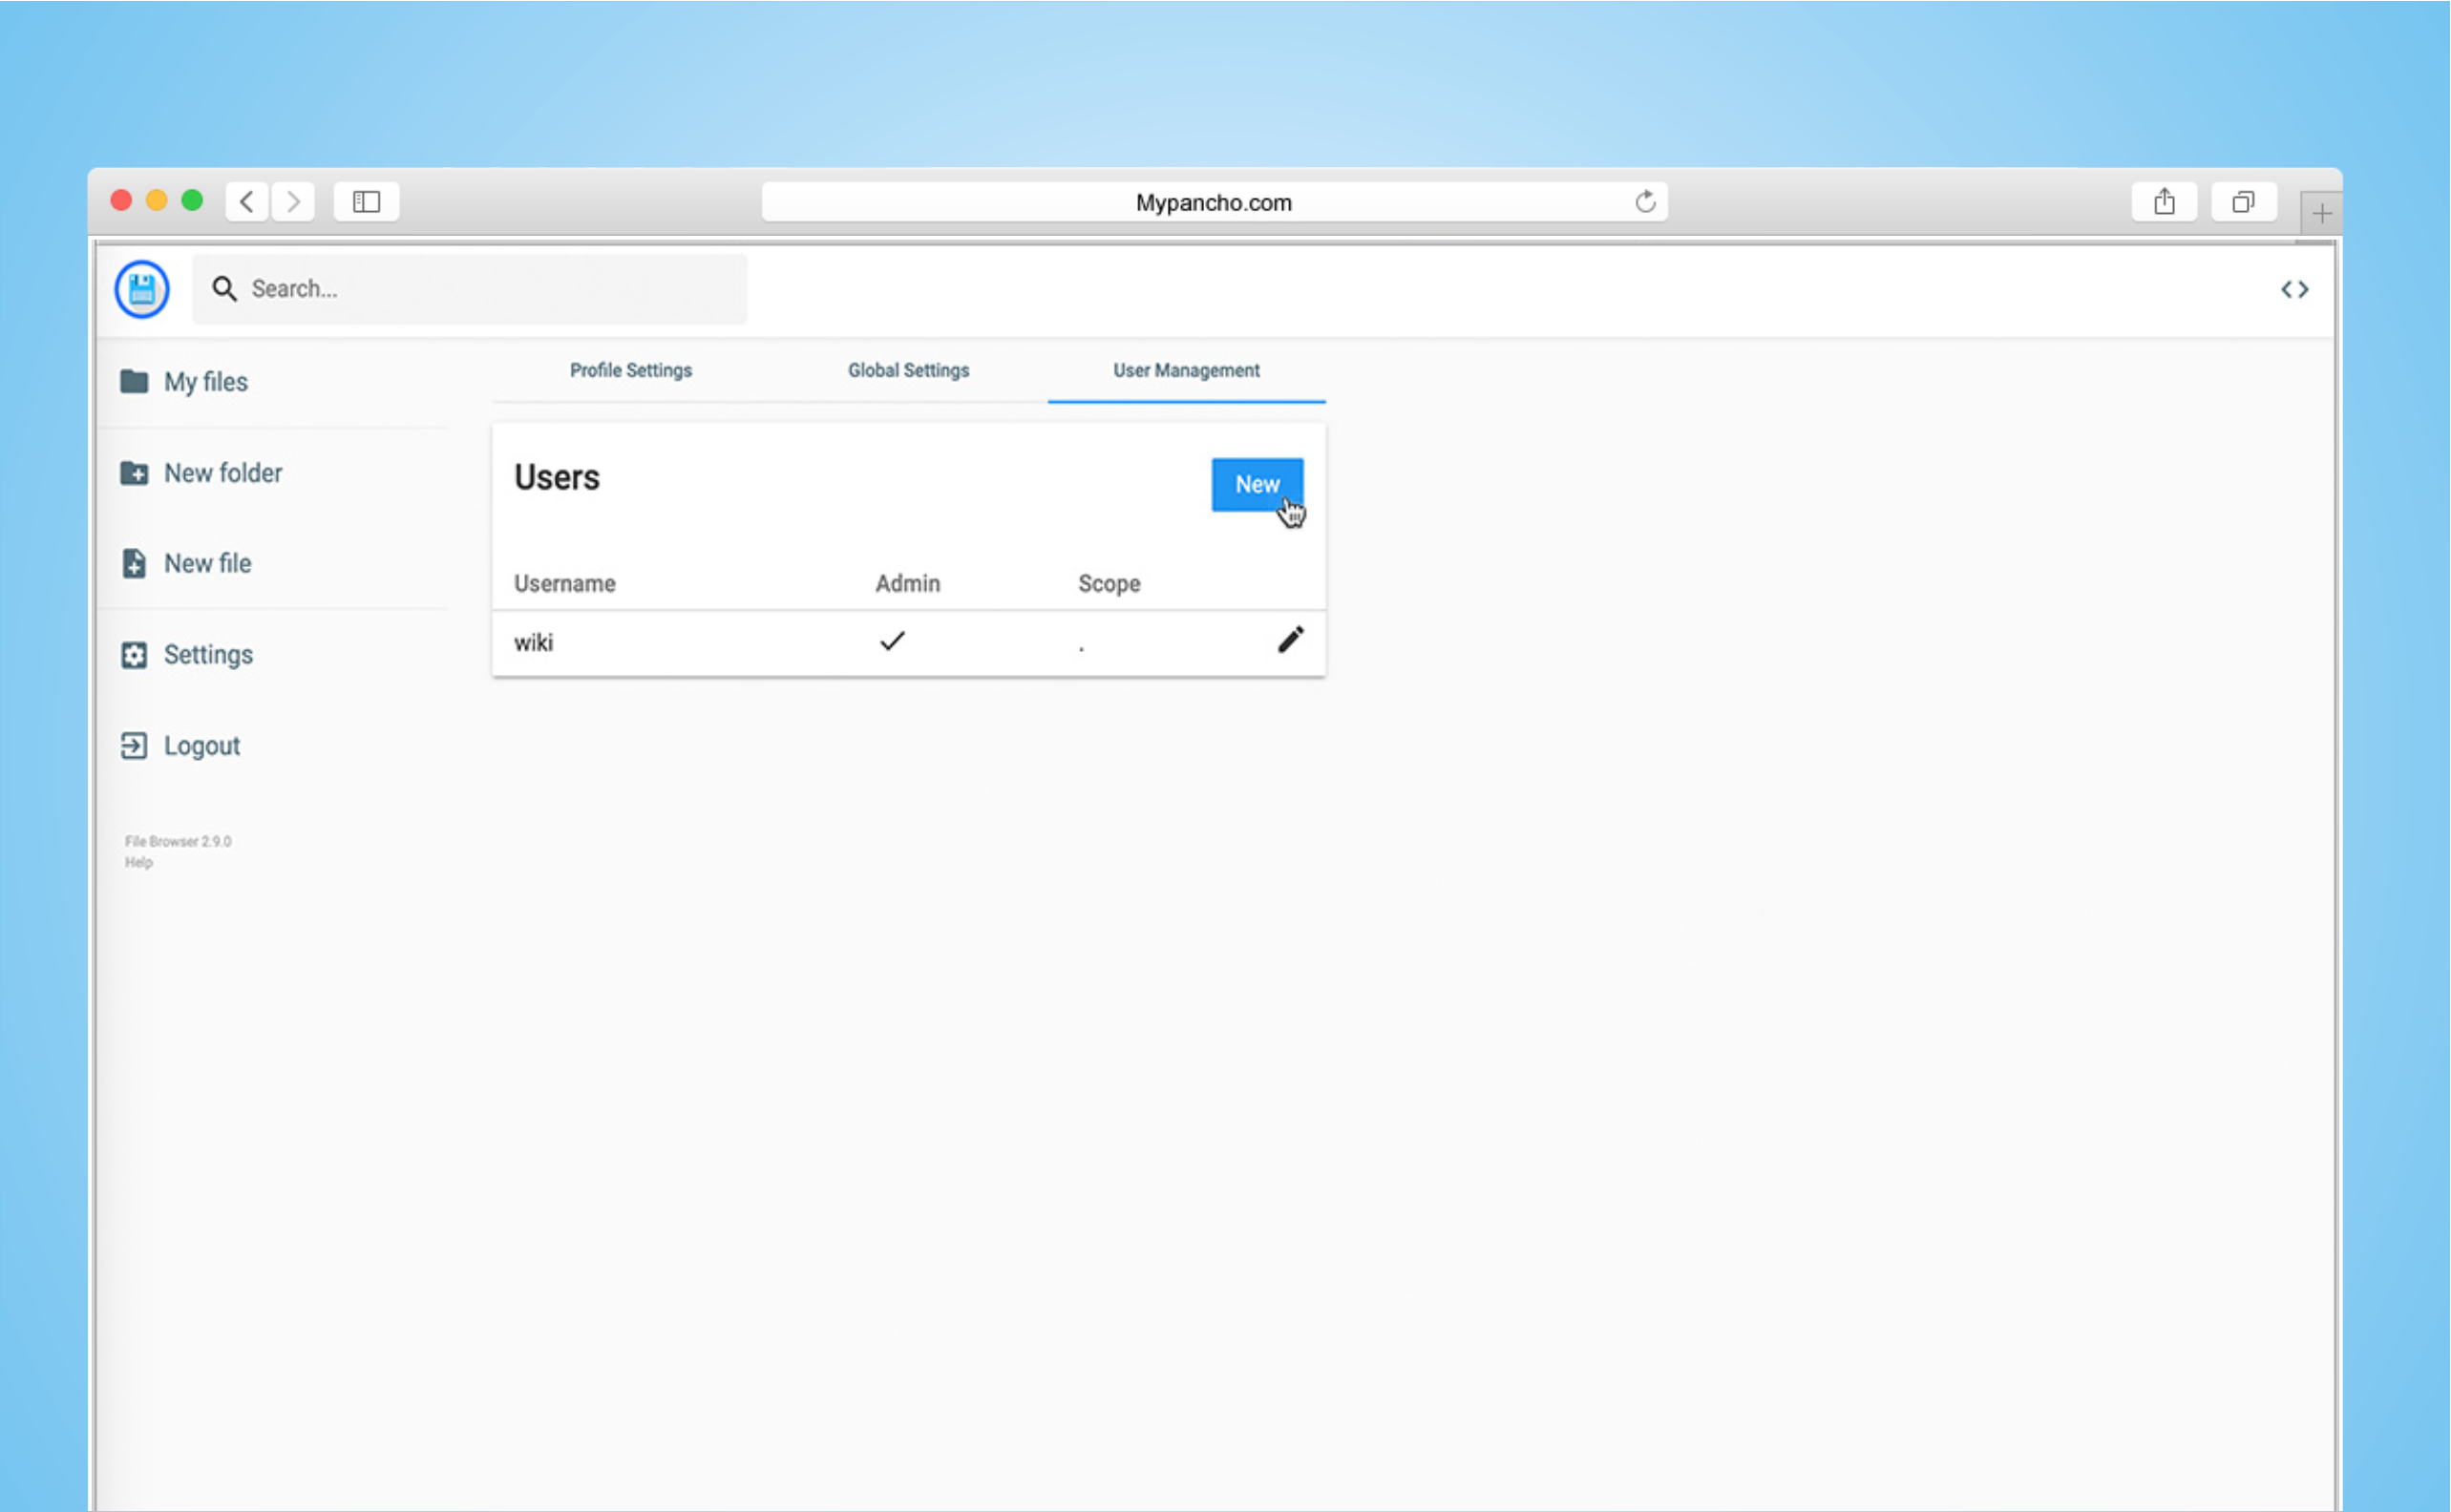 Mypancho.com
Search...
My files
New folder
New file
Settings
Logout
File Browser 2.9.0
Help
Profile Settings Global Settings User Management
Users New
Username Admin Scope
wiki .